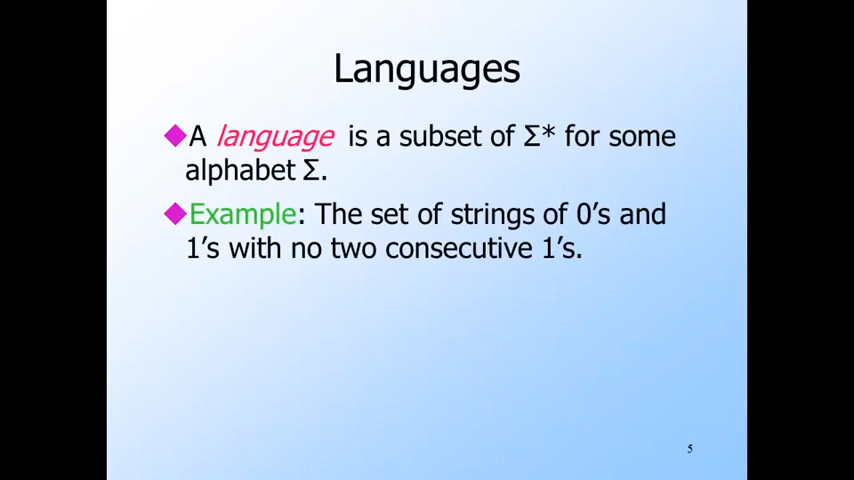 Languages
◆A language is a subset of Σ* for some
alphabet Σ.
◆Example: The set of strings of 0’s and
1’s with no two consecutive 1’s.
5